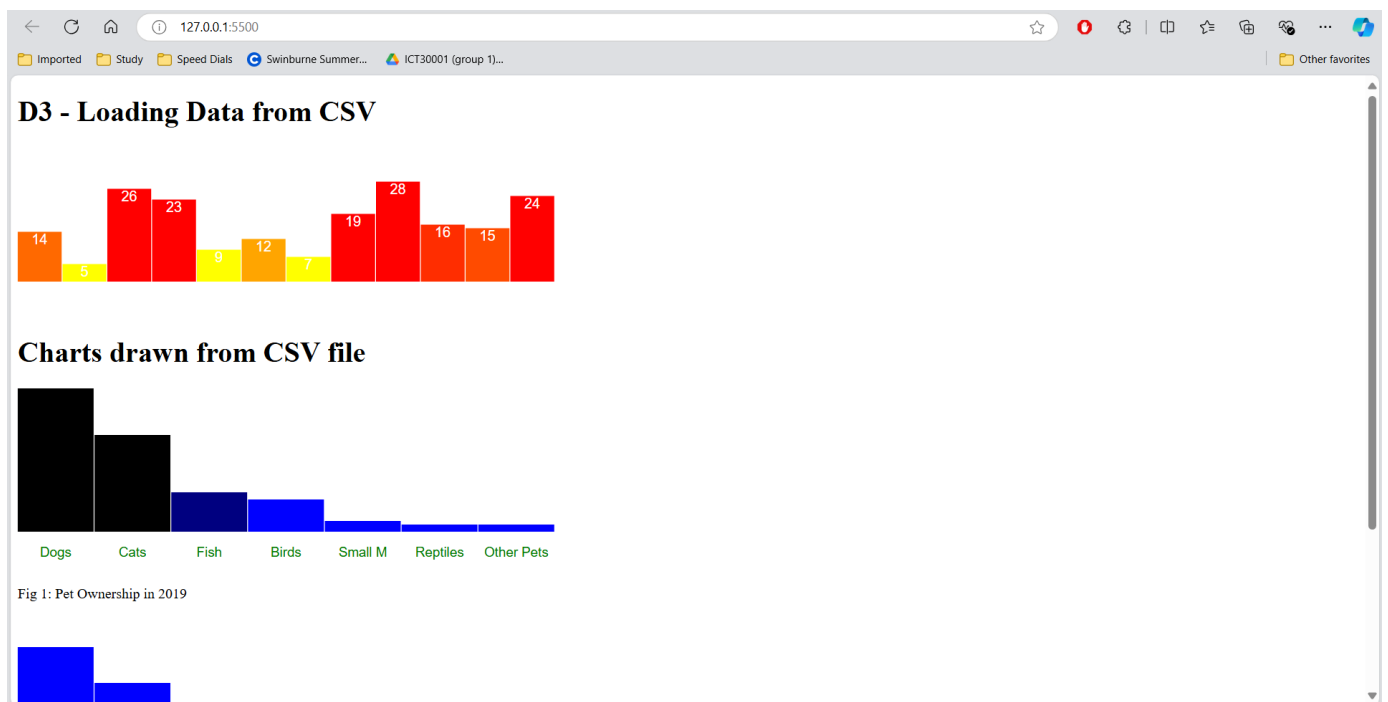 127.0.0.1:5500
Imported Study Speed Dials Swinburne Summer... ICT30001 (group 1)... Other favorites
D3 - Loading Data from CSV
14 5 26 23 9 12 7 19 28 16 15 24
Charts drawn from CSV file
Dogs Cats Fish Birds Small M Reptiles Other Pets
Fig 1: Pet Ownership in 2019